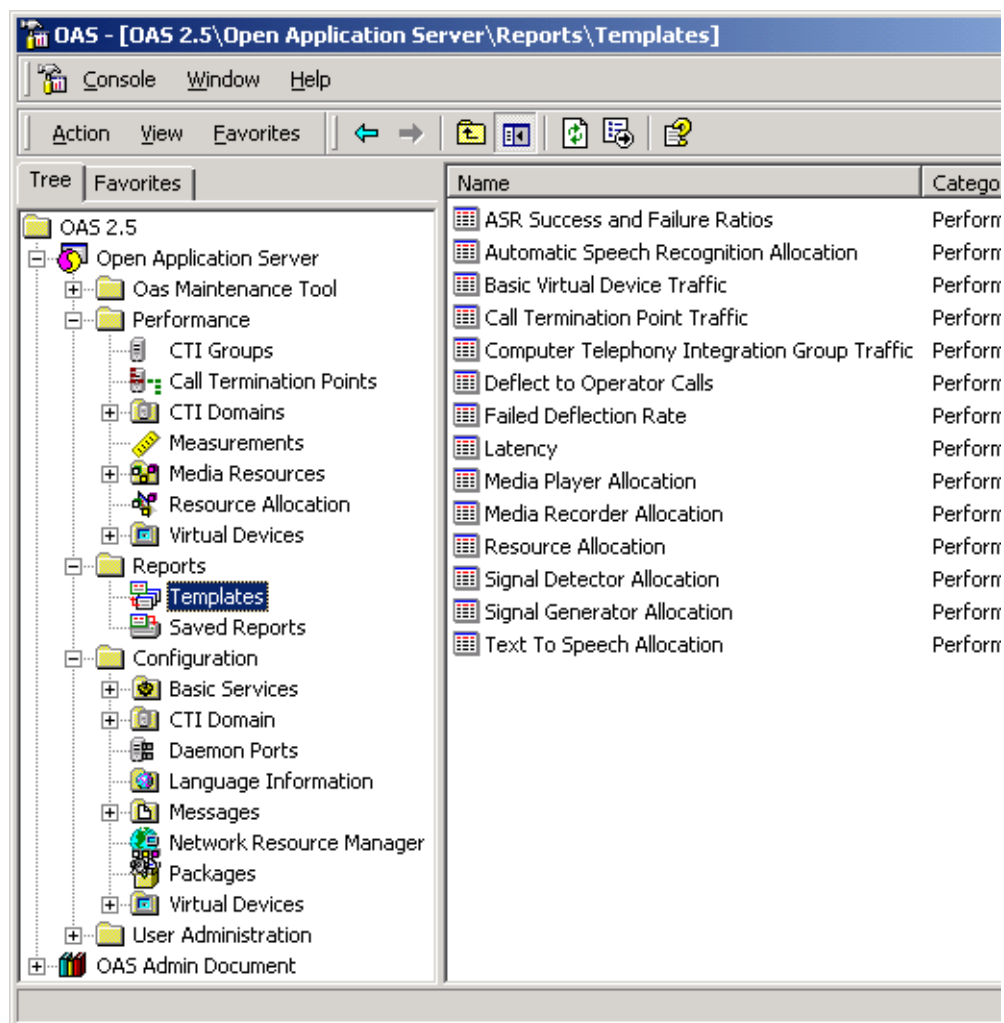 OAS - [OAS 2.5\Open Application Server\Reports\Templates]
Console Window Help
Action View Favorites
Tree Favorites
OAS 2.5
Open Application Server
Oas Maintenance Tool
Performance
CTI Groups
Call Termination Points
CTI Domains
Measurements
Media Resources
Resource Allocation
Virtual Devices
Reports
Templates
Saved Reports
Configuration
Basic Services
CTI Domain
Daemon Ports
Language Information
Messages
Network Resource Manager
Packages
Virtual Devices
User Administration
OAS Admin Document
Name Catego
ASR Success and Failure Ratios Perform
Automatic Speech Recognition Allocation Perform
Basic Virtual Device Traffic Perform
Call Termination Point Traffic Perform
Computer Telephony Integration Group Traffic Perform
Deflect to Operator Calls Perform
Failed Deflection Rate Perform
Latency Perform
Media Player Allocation Perform
Media Recorder Allocation Perform
Resource Allocation Perform
Signal Detector Allocation Perform
Signal Generator Allocation Perform
Text To Speech Allocation Perform